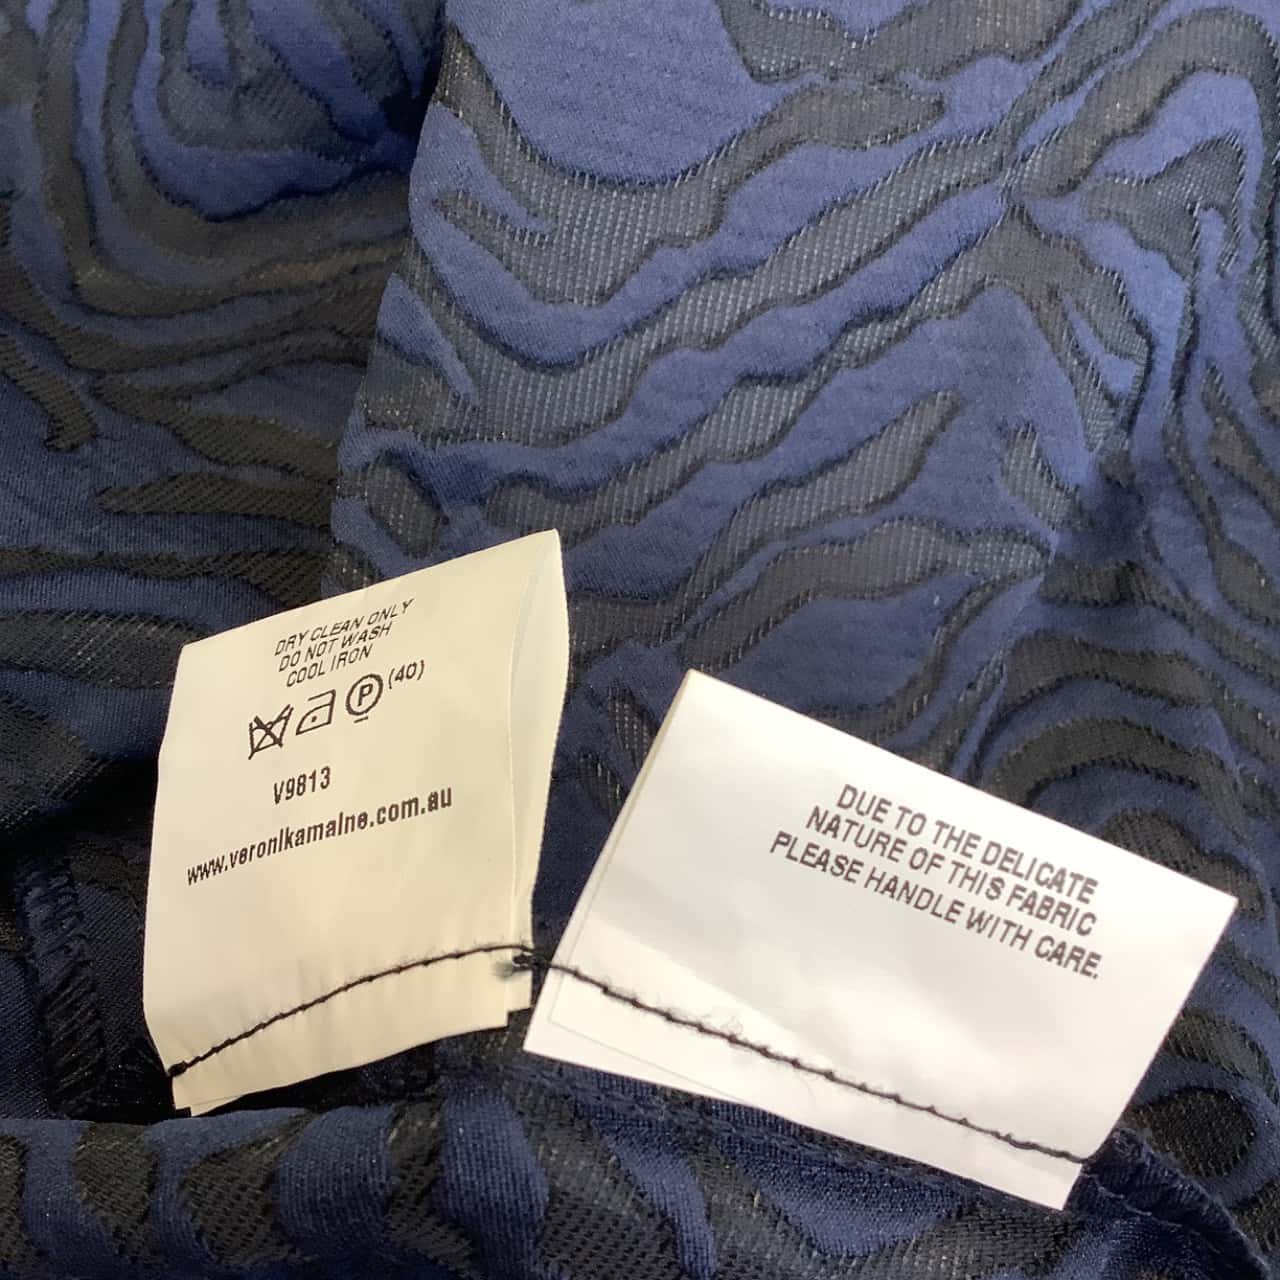 DRY CLEAN ONLY
DO NOT WASH
COOL IRON
P (40)
V9813
www.veronikamaine.com.au
DUE TO THE DELICATE
NATURE OF THIS FABRIC
PLEASE HANDLE WITH CARE.